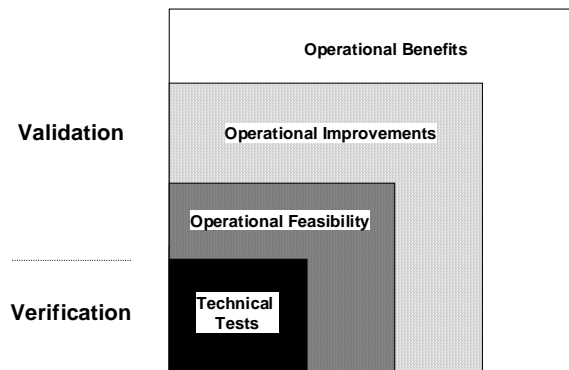 Operational Benefits
Validation
Operational Improvements
Operational Feasibility
Verification
Technical
Tests